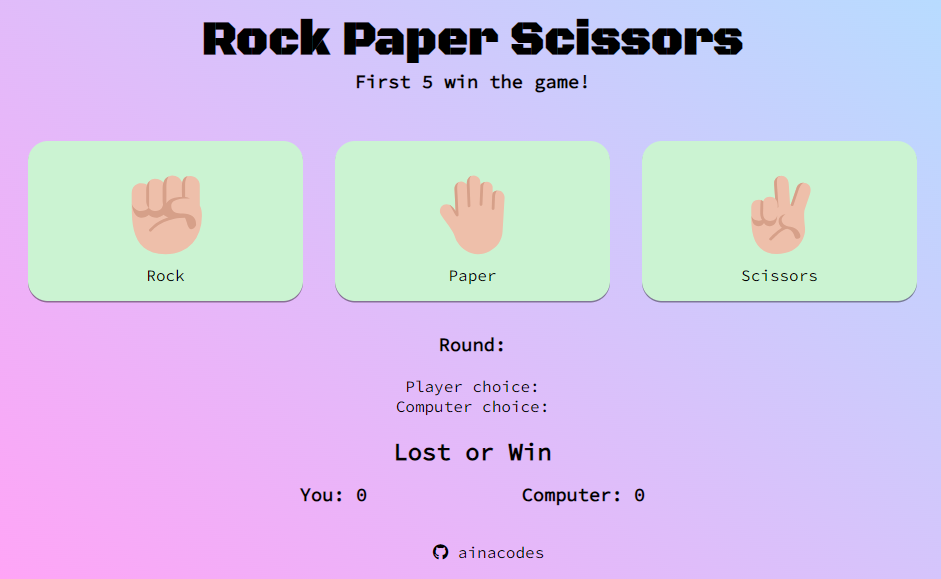 Rock Paper Scissors
First 5 win the game!
Rock
Paper
Scissors
Round:
Player choice:
Computer choice:
Lost or Win
You: 0
Computer: 0
ainacodes